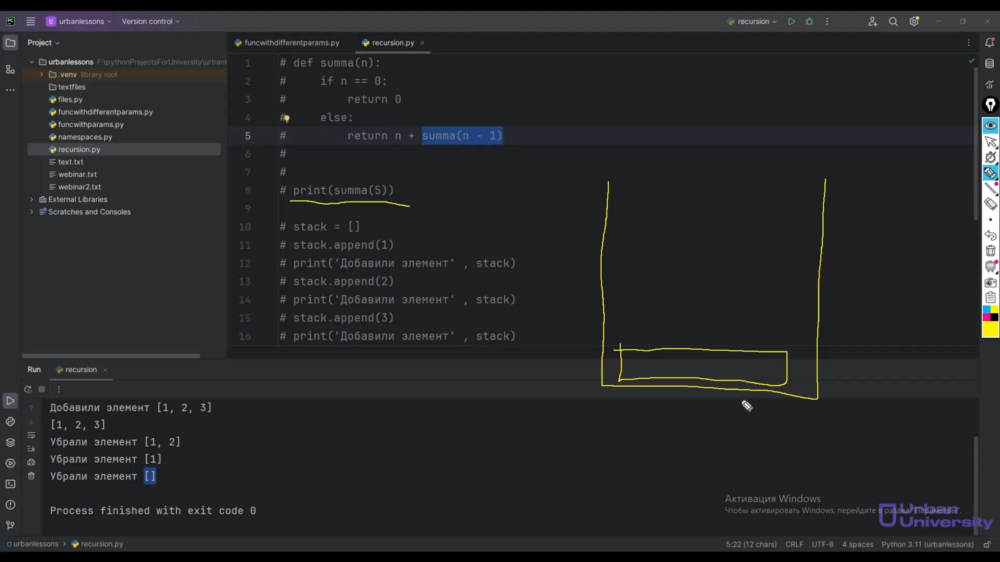 PC
U urbanlessons
Version control
recursion
Project
funcwithdifferentparams.py
recursion.py
urbanlessons F:\pythonProjectsForUniversity\urbanl
.venv library root
textfiles
files.py
funcwithdifferentparams.py
funcwithparams.py
namespaces.py
recursion.py
text.txt
webinar.txt
webinar2.txt
External Libraries
Scratches and Consoles
1 # def summa(n):
2 #     if n == 0:
3 #         return 0
4 #     else:
5 #         return n + summa(n - 1)
6 #
7 #
8 # print(summa(5))
9
10 # stack = []
11 # stack.append(1)
12 # print('Добавили элемент' , stack)
13 # stack.append(2)
14 # print('Добавили элемент' , stack)
15 # stack.append(3)
16 # print('Добавили элемент' , stack)
Run
recursion
Добавили элемент [1, 2, 3]
[1, 2, 3]
Убрали элемент [1, 2]
Убрали элемент [1]
Убрали элемент []
Process finished with exit code 0
Активация Windows
Чтобы активировать Windows, перейдите в раздел "Параметры".
Urban
University
urbanlessons
recursion.py
5:22 (12 chars)
CRLF
UTF-8
4 spaces
Python 3.11 (urbanlessons)